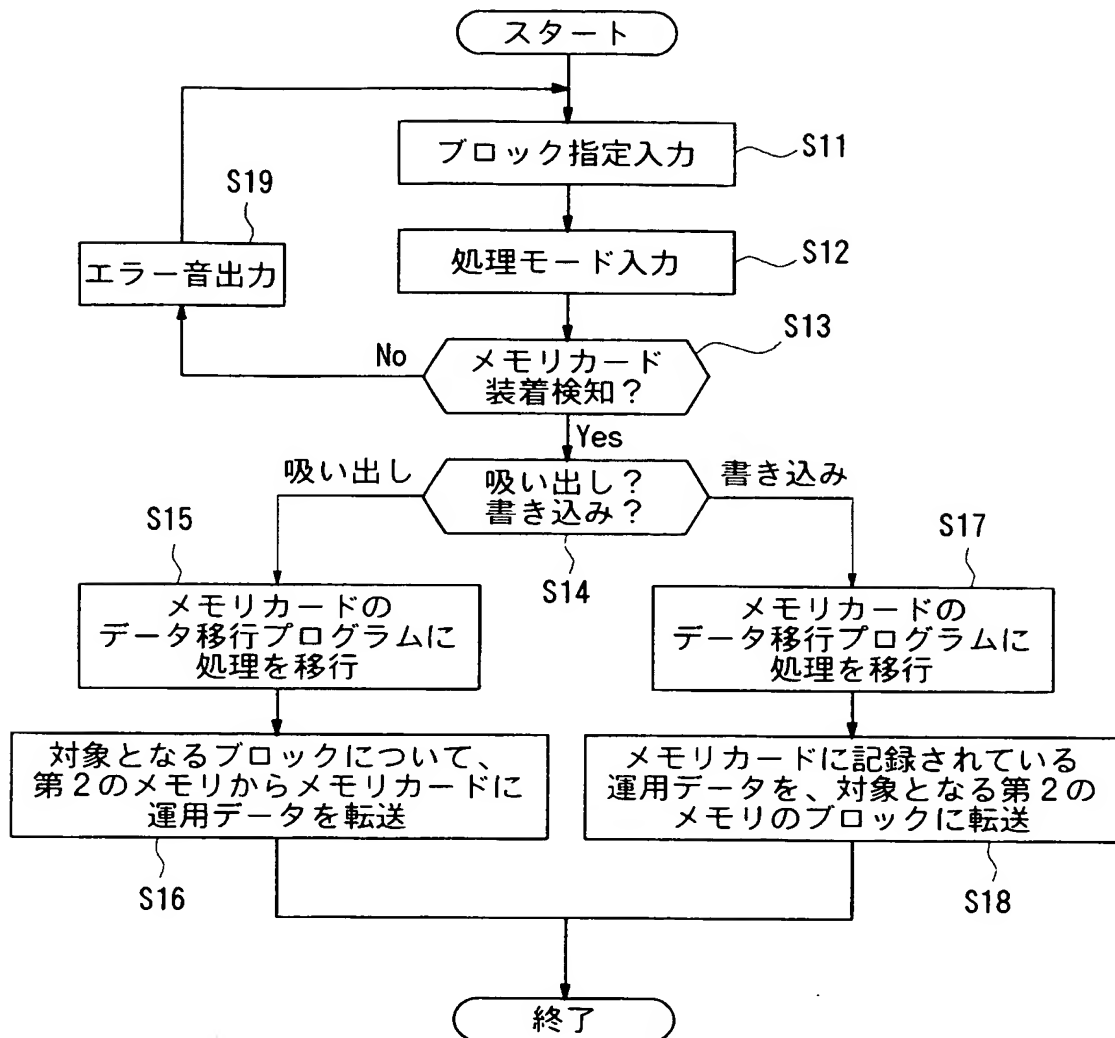 スタート
ブロック指定入力
S11
S19
エラー音出力
処理モード入力
S12
S13
No
メモリカード
装着検知?
Yes
吸い出し
吸い出し?
書き込み?
書き込み
S14
S15
メモリカードの
データ移行プログラムに
処理を移行
S17
メモリカードの
データ移行プログラムに
処理を移行
対象となるブロックについて、
第2のメモリからメモリカードに
運用データを転送
S16
メモリカードに記録されている
運用データを、対象となる第2の
メモリのブロックに転送
S18
終了